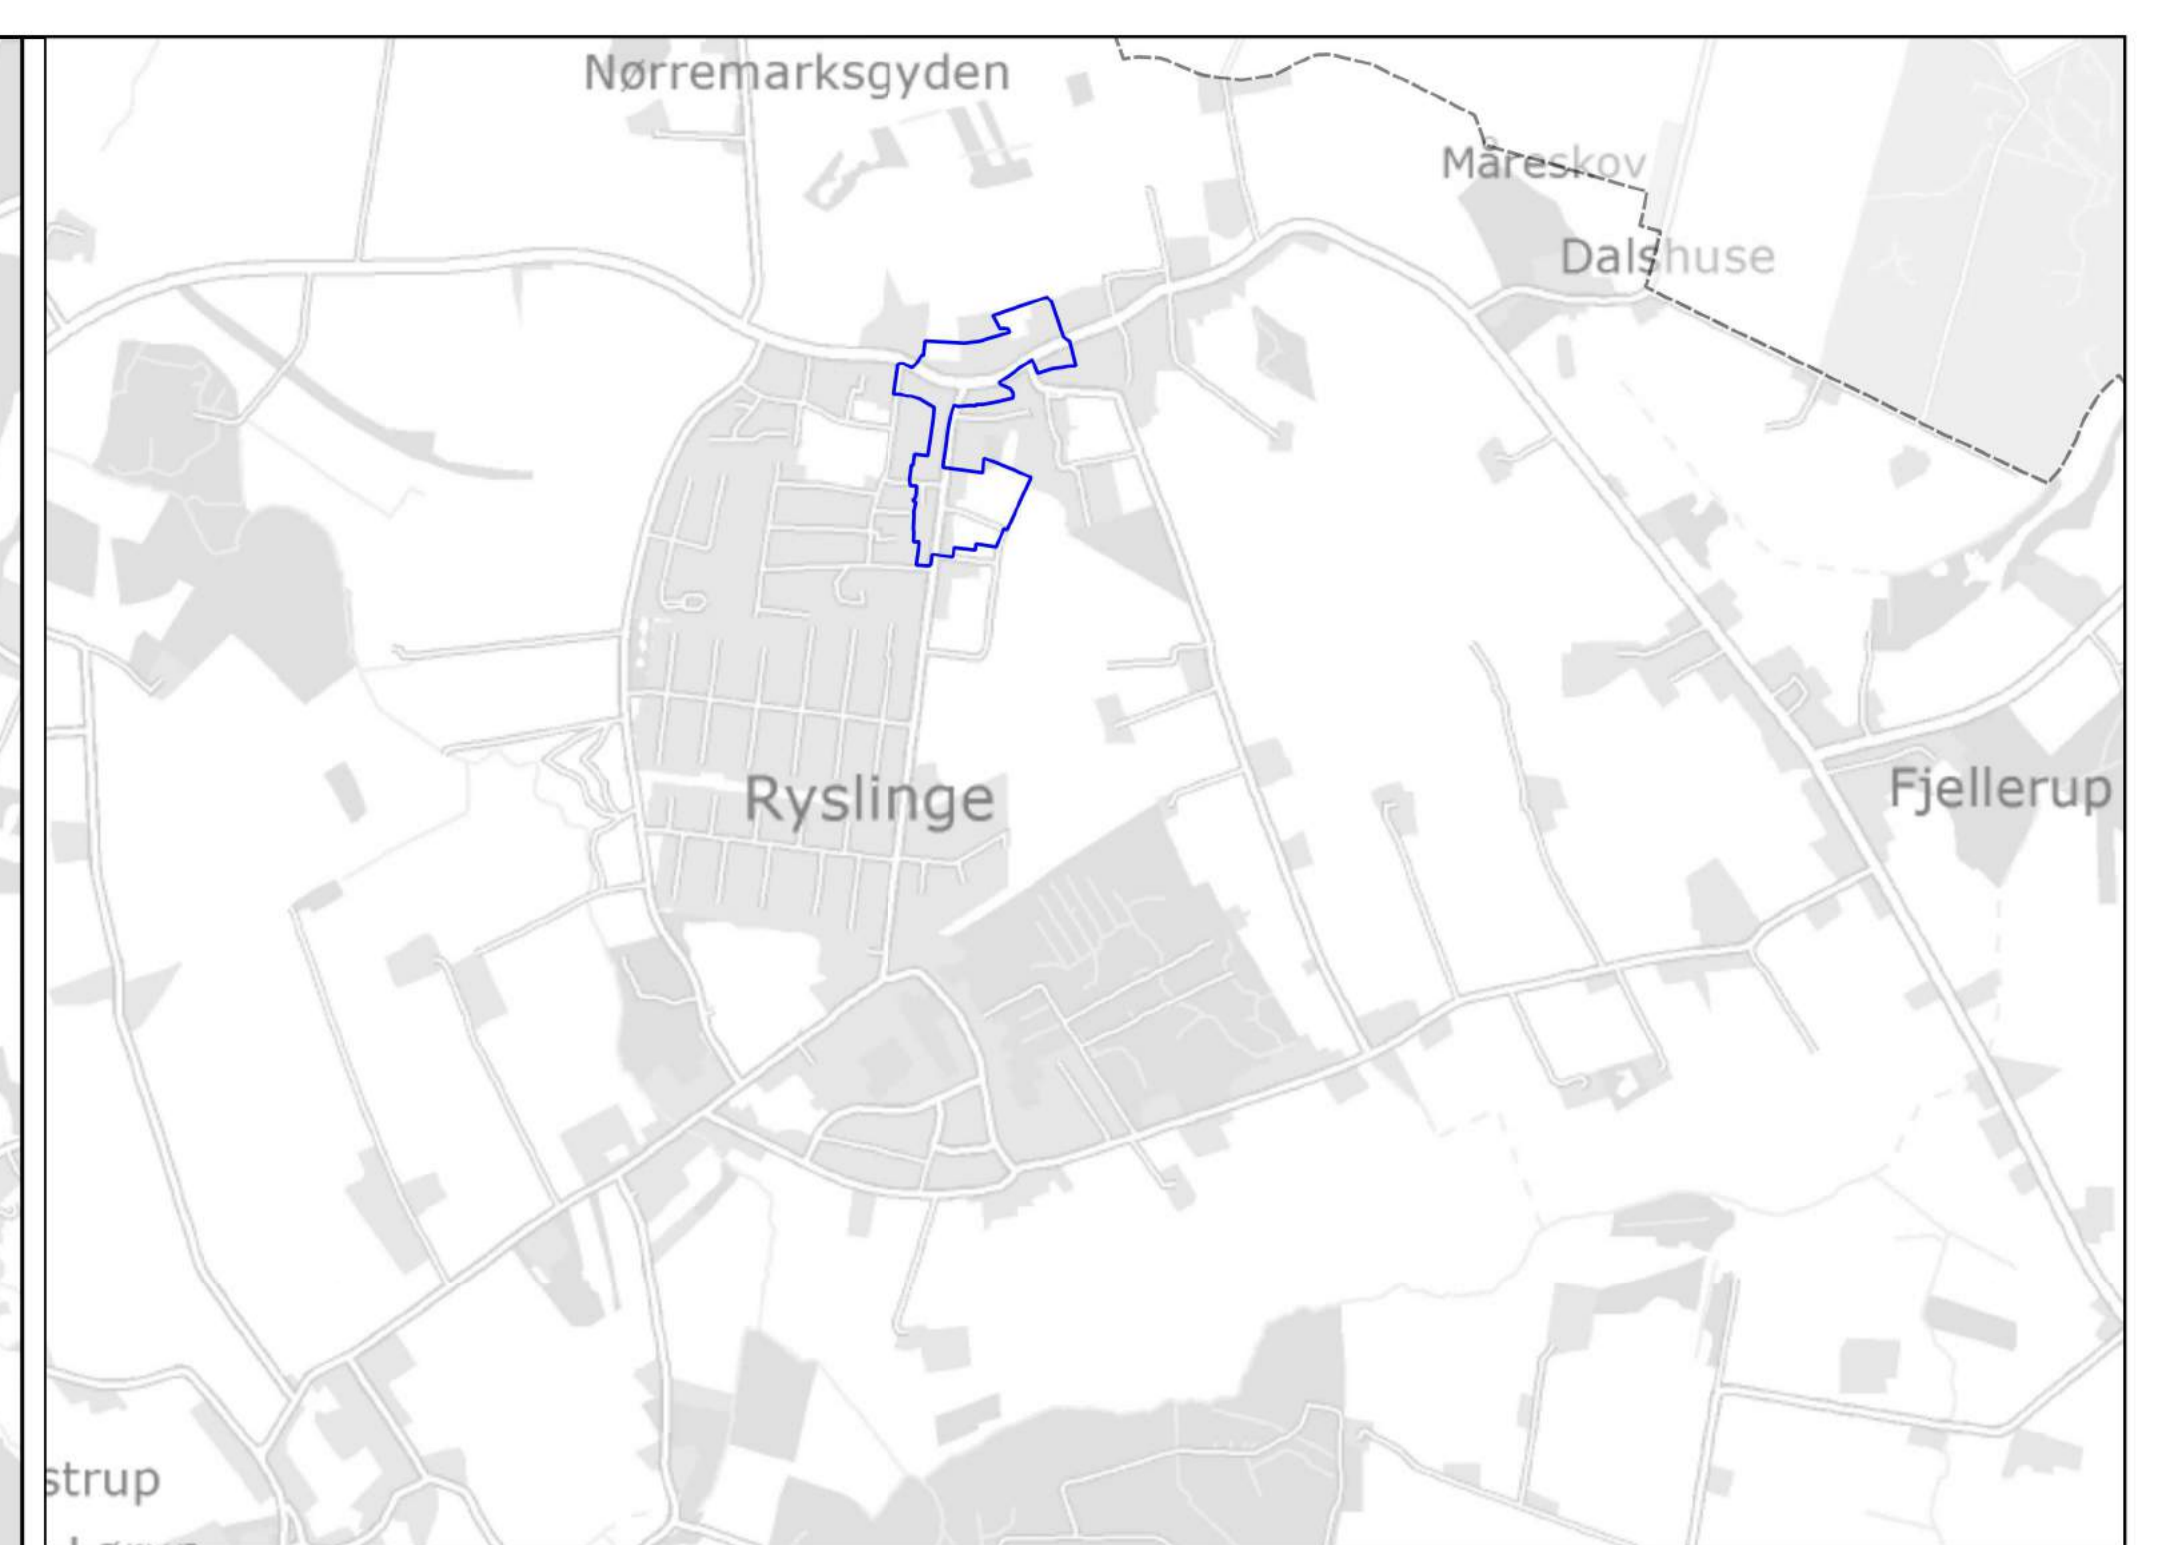 Nørremarksgyden
Måreskov
Dalshuse
Ryslinge
Fjellerup
strup